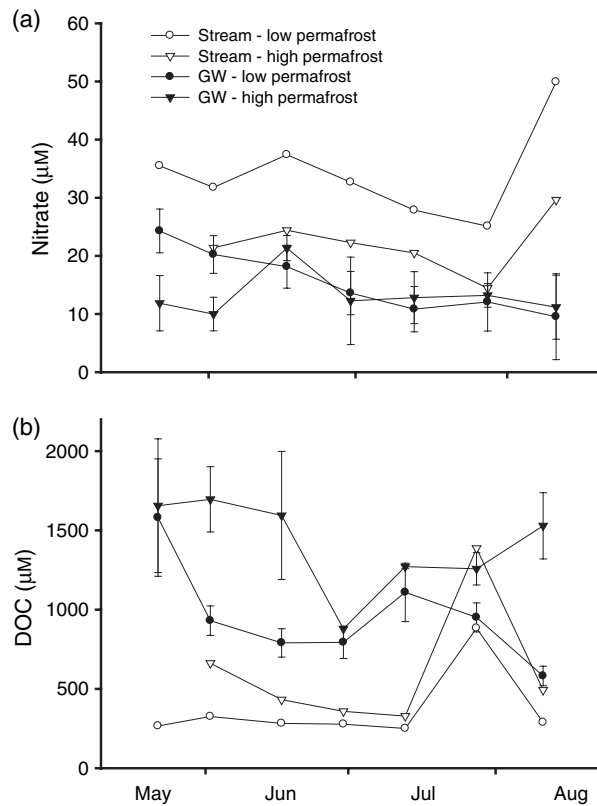 (a)
60
50
40
30
20
10
0
Nitrate (µM)
Stream - low permafrost
Stream - high permafrost
GW - low permafrost
GW - high permafrost
(b)
2000
1500
1000
500
0
DOC (µM)
May Jun Jul Aug